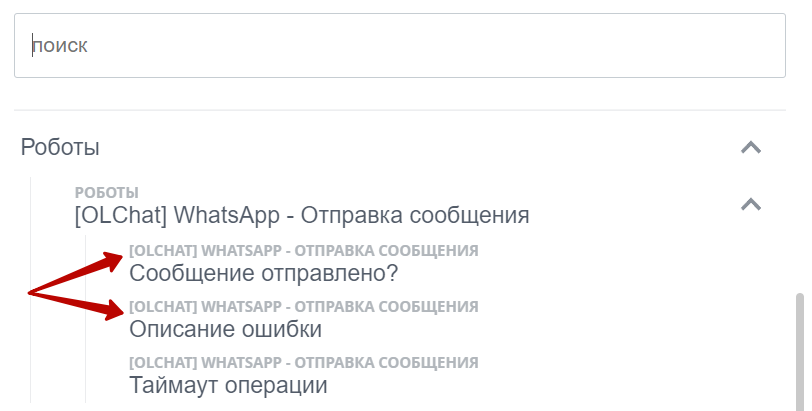 поиск
Роботы
РОБОТЫ
[OLChat] WhatsApp - Отправка сообщения
[OLCHAT] WHATSAPP - ОТПРАВКА СООБЩЕНИЯ
Сообщение отправлено?
[OLCHAT] WHATSAPP - ОТПРАВКА СООБЩЕНИЯ
Описание ошибки
[OLCHAT] WHATSAPP - ОТПРАВКА СООБЩЕНИЯ
Таймаут операции